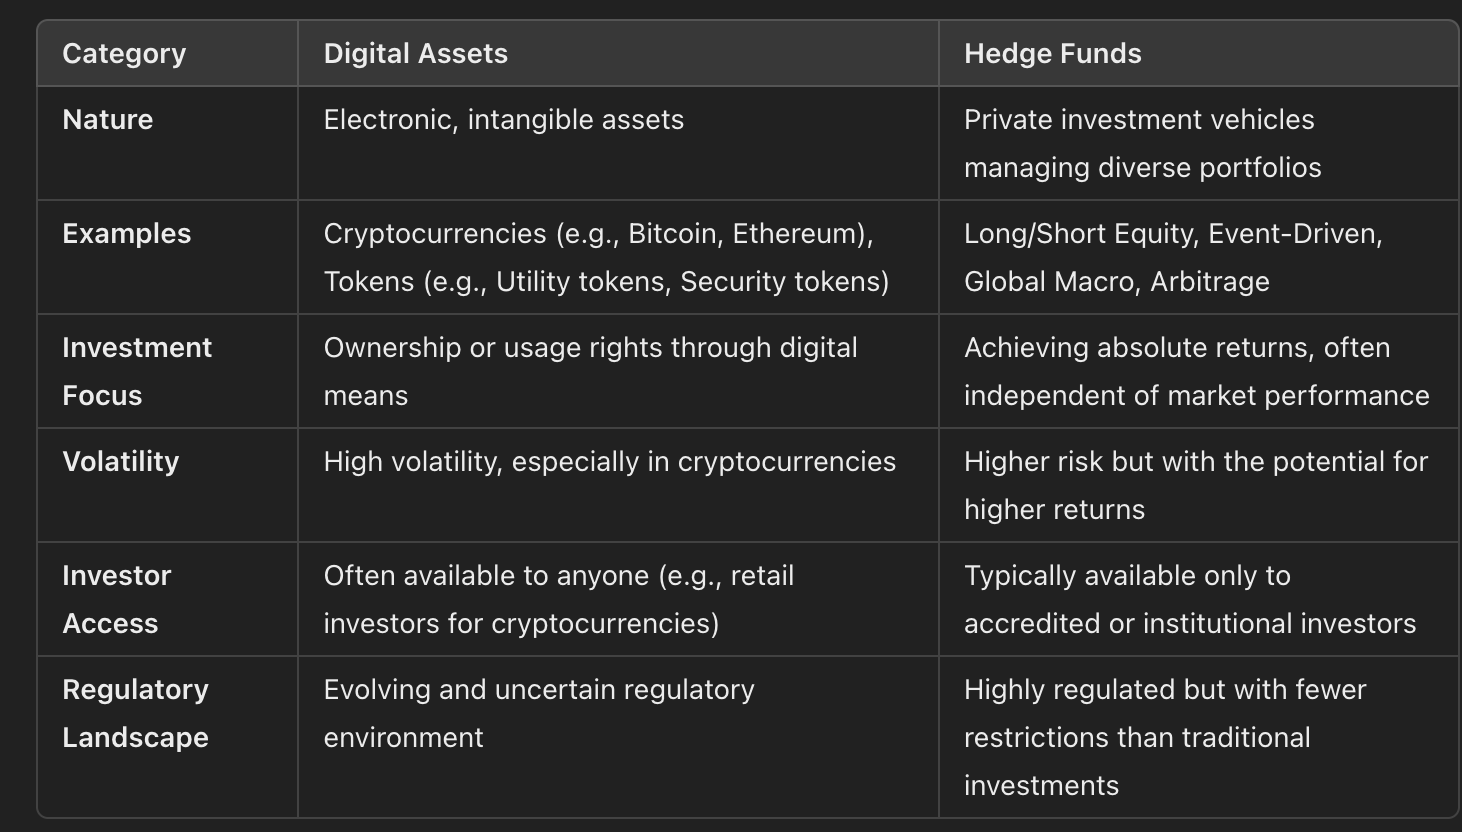 Category
Digital Assets
Hedge Funds
Nature
Electronic, intangible assets
Private investment vehicles
managing diverse portfolios
Examples
Cryptocurrencies (e.g., Bitcoin, Ethereum),
Tokens (e.g., Utility tokens, Security tokens)
Long/Short Equity, Event-Driven,
Global Macro, Arbitrage
Investment
Focus
Ownership or usage rights through digital
means
Achieving absolute returns, often
independent of market performance
Volatility
High volatility, especially in cryptocurrencies
Higher risk but with the potential for
higher returns
Investor
Access
Often available to anyone (e.g., retail
investors for cryptocurrencies)
Typically available only to
accredited or institutional investors
Regulatory
Landscape
Evolving and uncertain regulatory
environment
Highly regulated but with fewer
restrictions than traditional
investments